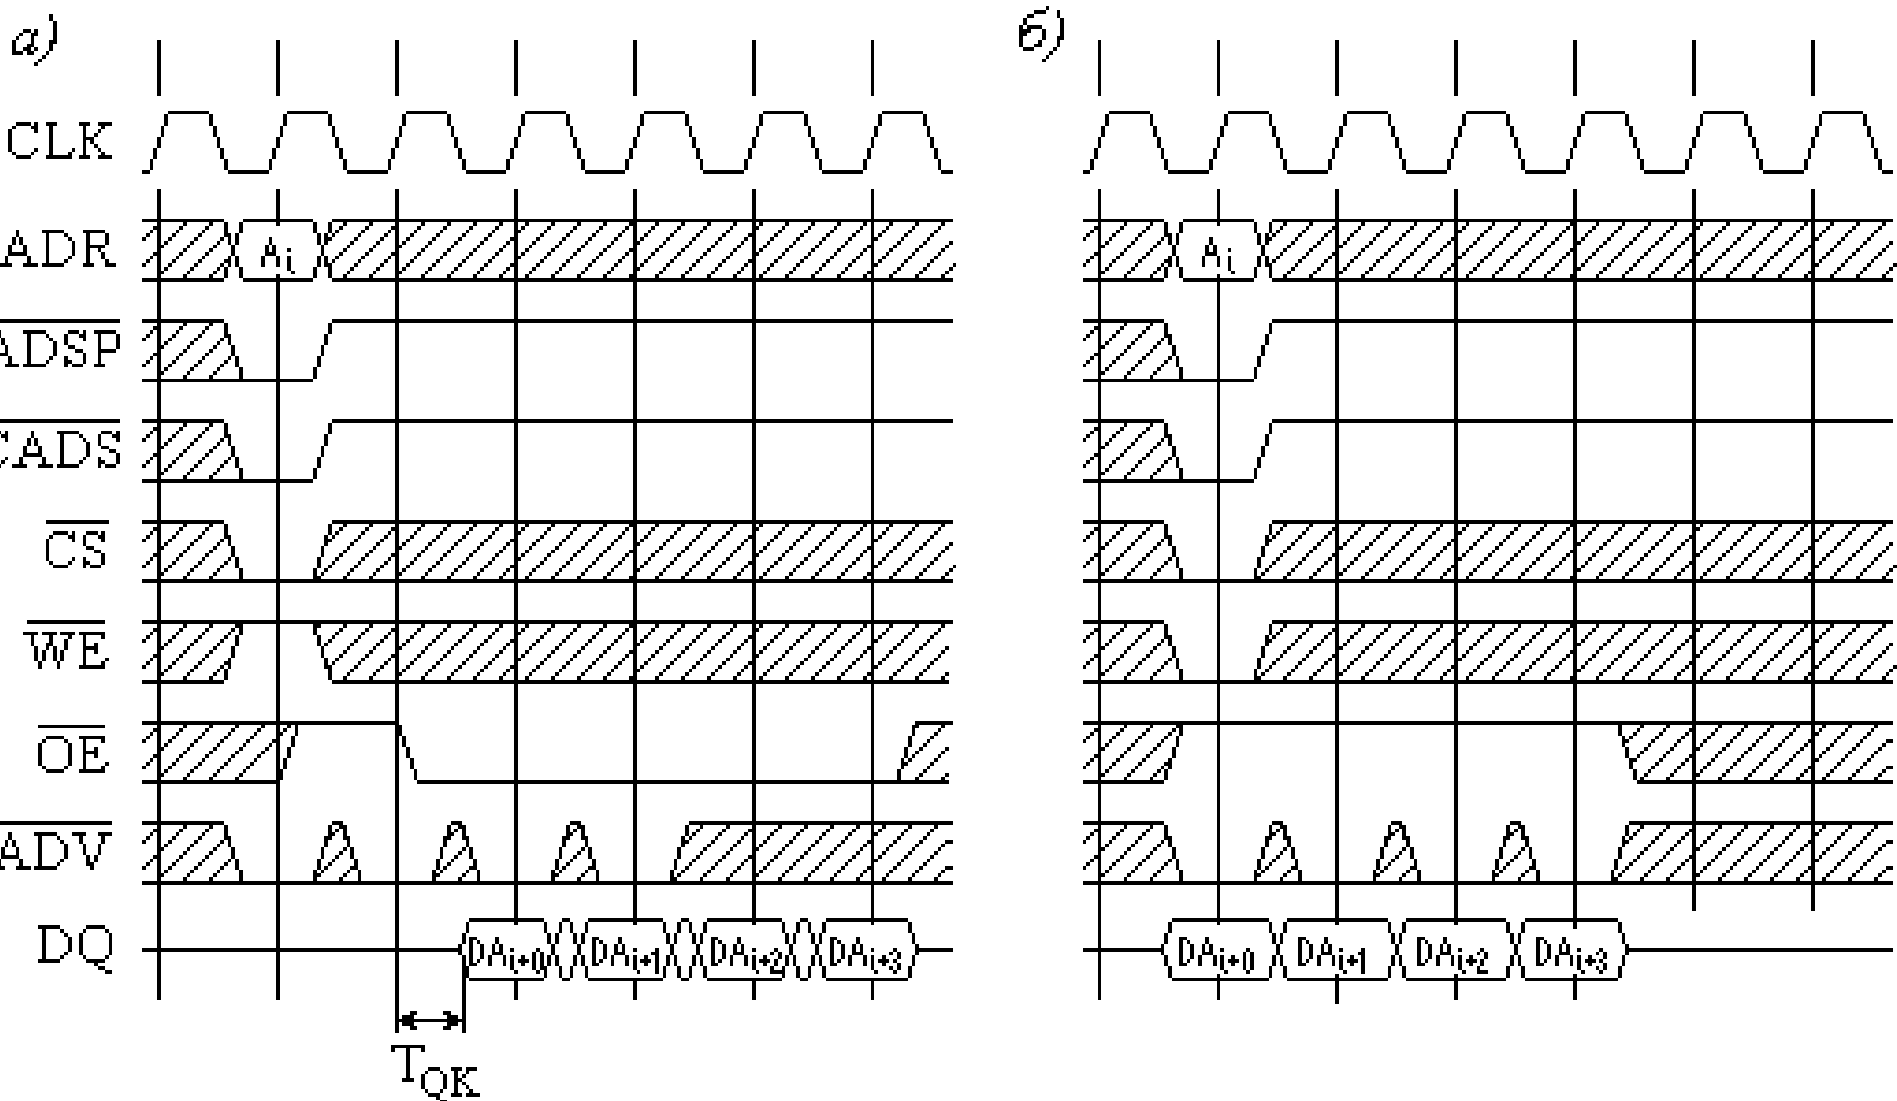 а)
б)
CLK
ADR
Ai
Ai
ADSP
CADS
CS
WE
OE
ADV
DQ
DAi+0
DAi+1
DAi+2
DAi+3
DAi+0
DAi+1
DAi+2
DAi+3
TQK